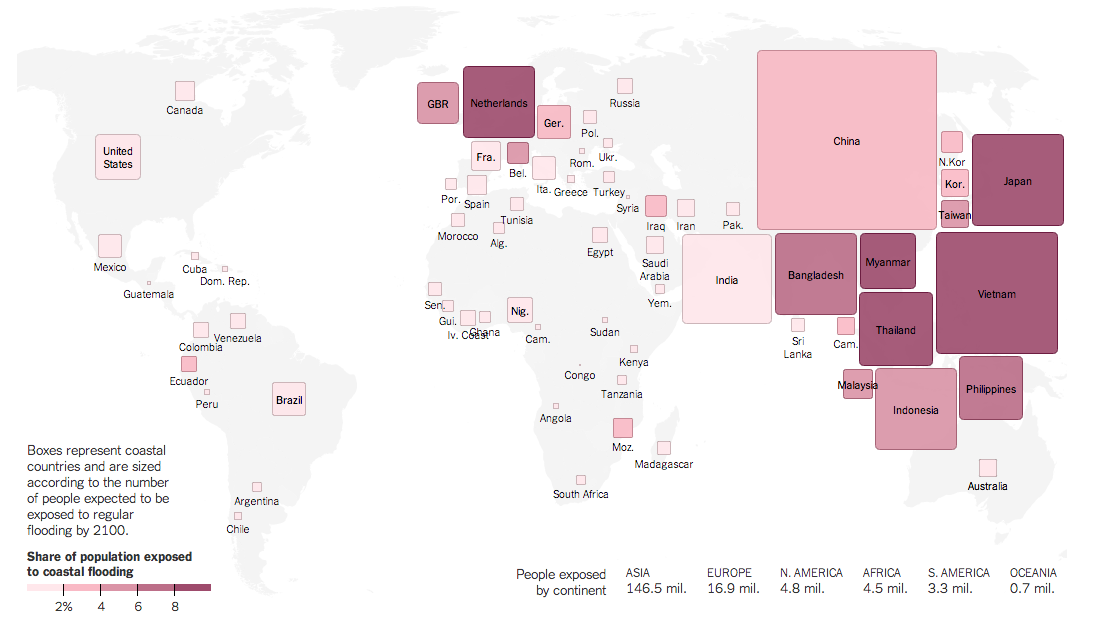 Canada
United
States
Mexico
Cuba
Dom. Rep.
Guatemala
Colombia
Venezuela
Ecuador
Peru
Brazil
Argentina
Chile
GBR
Netherlands
Ger.
Pol.
Russia
Fra.
Bel.
Ita.
Rom.
Ukr.
Por.
Spain
Greece
Turkey
Syria
Tunisia
Morocco
Alg.
Egypt
Iraq
Iran
Pak.
Saudi
Arabia
Yem.
Sen.
Gui.
Iv. Coast
Ghana
Nig.
Cam.
Sudan
Kenya
Congo
Tanzania
Angola
Moz.
Madagascar
South Africa
China
N.Kor
Kor.
Taiwan
Japan
India
Bangladesh
Myanmar
Vietnam
Sri
Lanka
Cam.
Thailand
Malaysia
Indonesia
Philippines
Australia
Boxes represent coastal
countries and are sized
according to the number
of people expected to be
exposed to regular
flooding by 2100.
Share of population exposed
to coastal flooding
2% 4 6 8
People exposed
by continent
ASIA EUROPE N. AMERICA AFRICA S. AMERICA OCEANIA
146.5 mil. 16.9 mil. 4.8 mil. 4.5 mil. 3.3 mil. 0.7 mil.